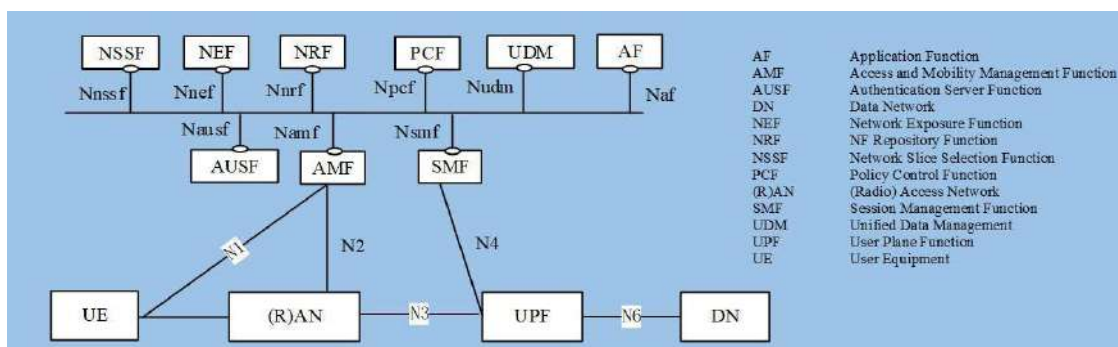 NSSF NEF NRF PCF UDM AF
Nnssf Nnef Nnrf Npcf Nudm Naf
Nausf Namf Nsmf
AUSF AMF SMF
N1 N2 N4
UE (R)AN N3 UPF N6 DN
AF Application Function
AMF Access and Mobility Management Function
AUSF Authentication Server Function
DN Data Network
NEF Network Exposure Function
NRF NF Repository Function
NSSF Network Slice Selection Function
PCF Policy Control Function
(R)AN (Radio) Access Network
SMF Session Management Function
UDM Unified Data Management
UPF User Plane Function
UE User Equipment